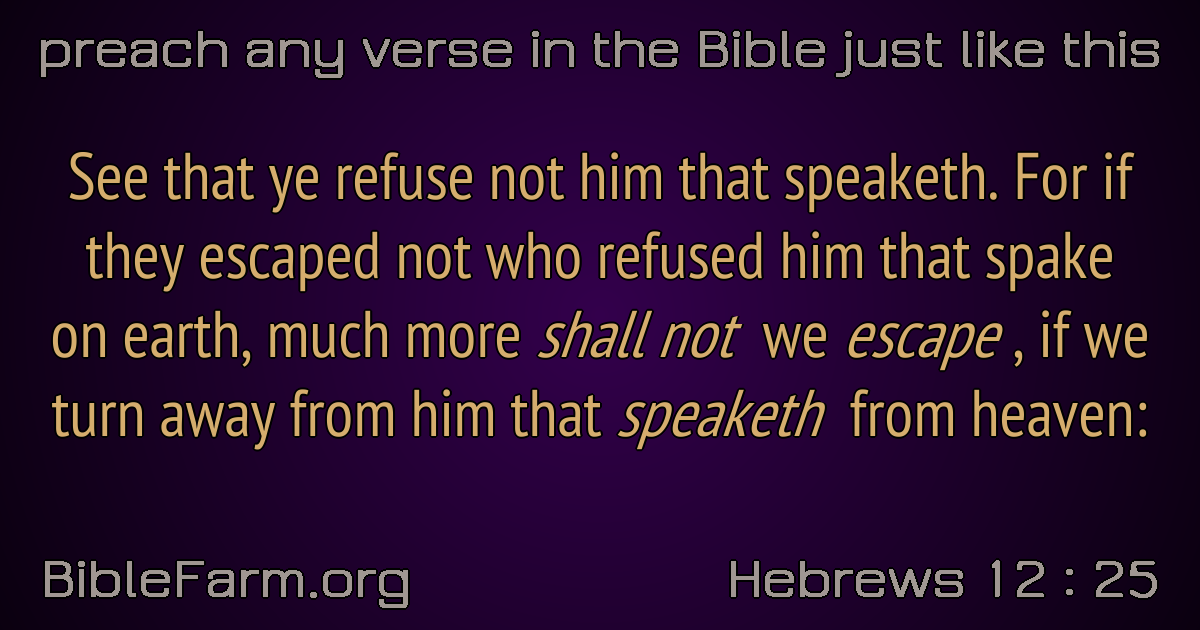 preach any verse in the Bible just like this
See that ye refuse not him that speaketh. For if
they escaped not who refused him that spake
on earth, much more shall not we escape , if we
turn away from him that speaketh from heaven:
BibleFarm.org
Hebrews 12 : 25